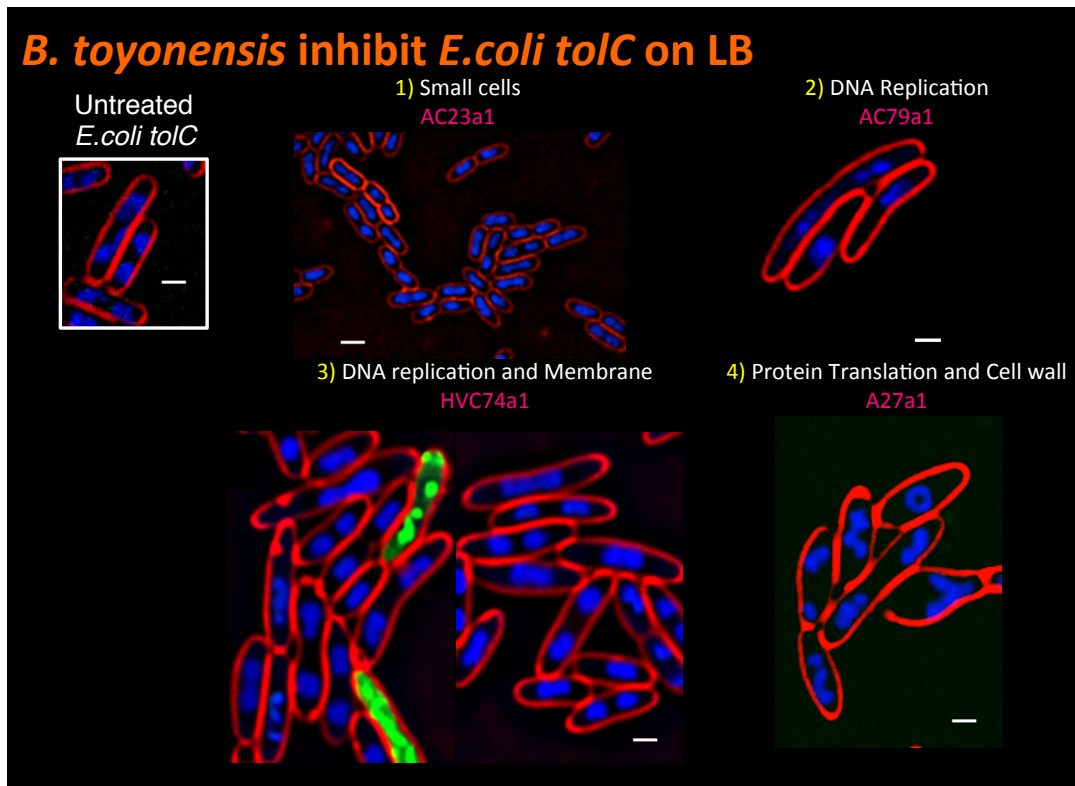 B. toyonensis inhibit E.coli tolC on LB
Untreated
E.coli tolC
1) Small cells
AC23a1
2) DNA Replication
AC79a1
3) DNA replication and Membrane
HVC74a1
4) Protein Translation and Cell wall
A27a1